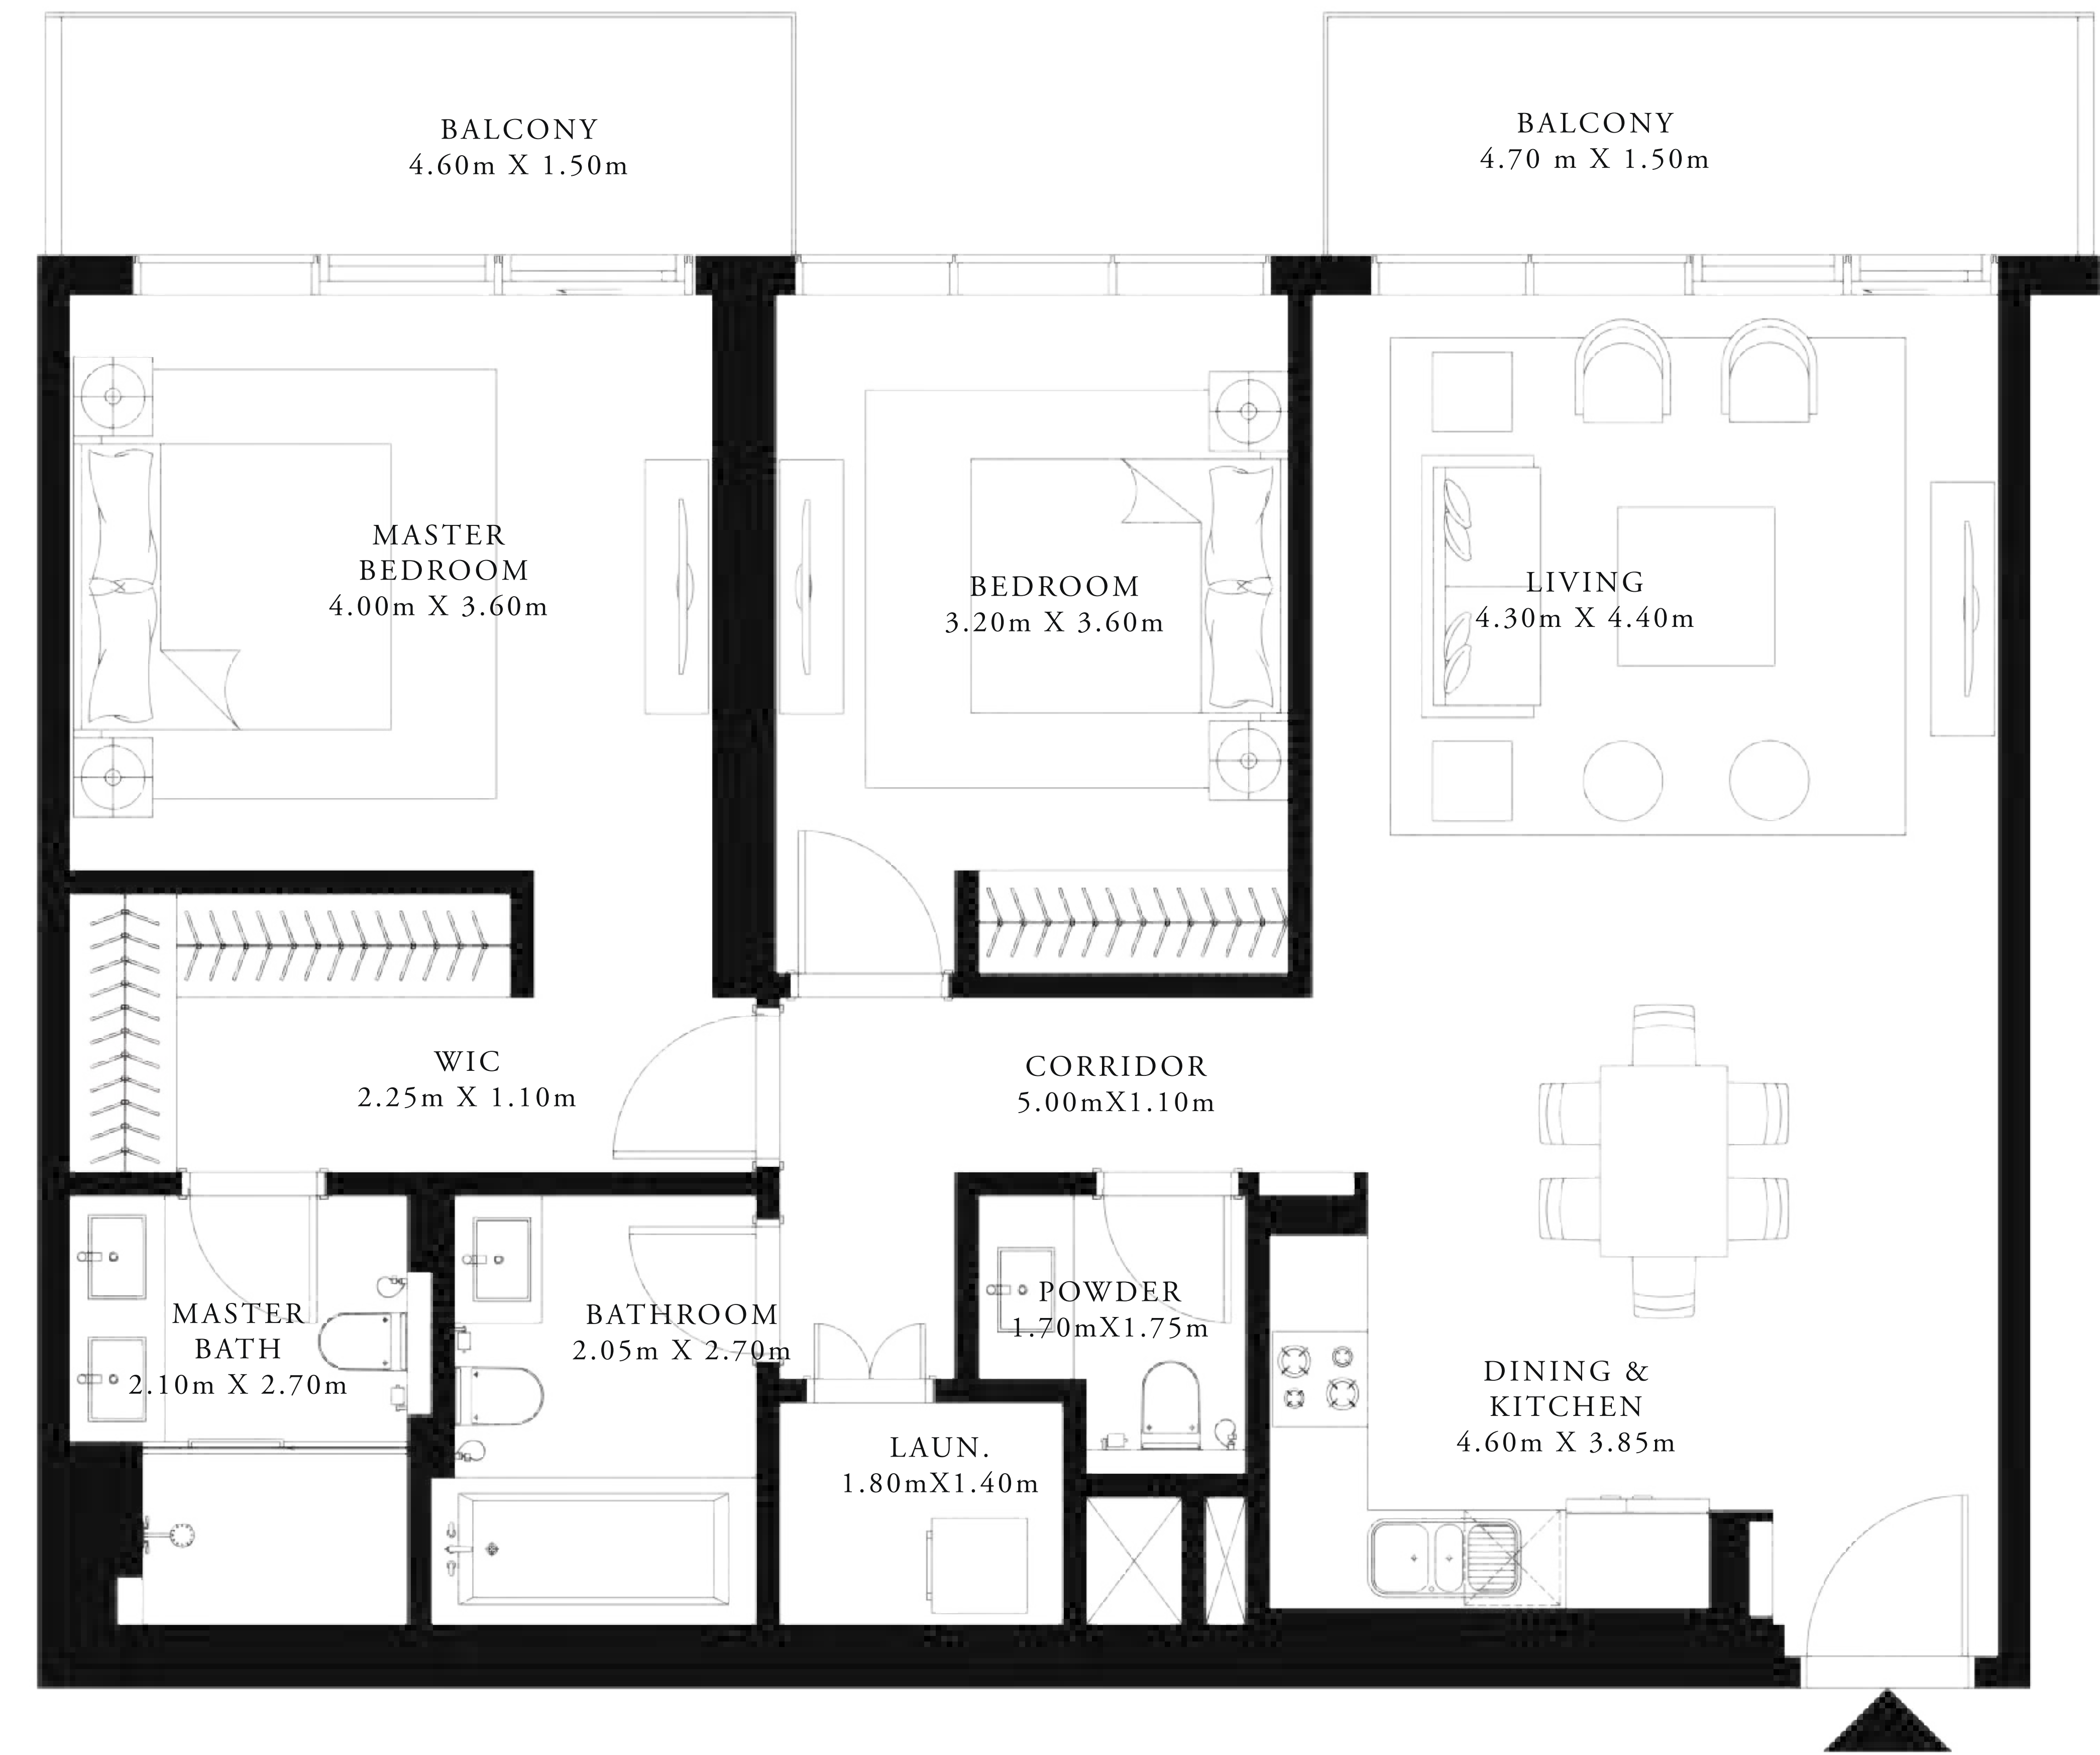 BALCONY
4.60m X 1.50m
BALCONY
4.70 m X 1.50m
MASTER
BEDROOM
4.00m X 3.60m
BEDROOM
3.20m X 3.60m
LIVING
4.30m X 4.40m
WIC
2.25m X 1.10m
CORRIDOR
5.00mX1.10m
MASTER
BATH
2.10m X 2.70m
BATHROOM
2.05m X 2.70m
POWDER
1.70mX1.75m
LAUN.
1.80mX1.40m
DINING &
KITCHEN
4.60m X 3.85m